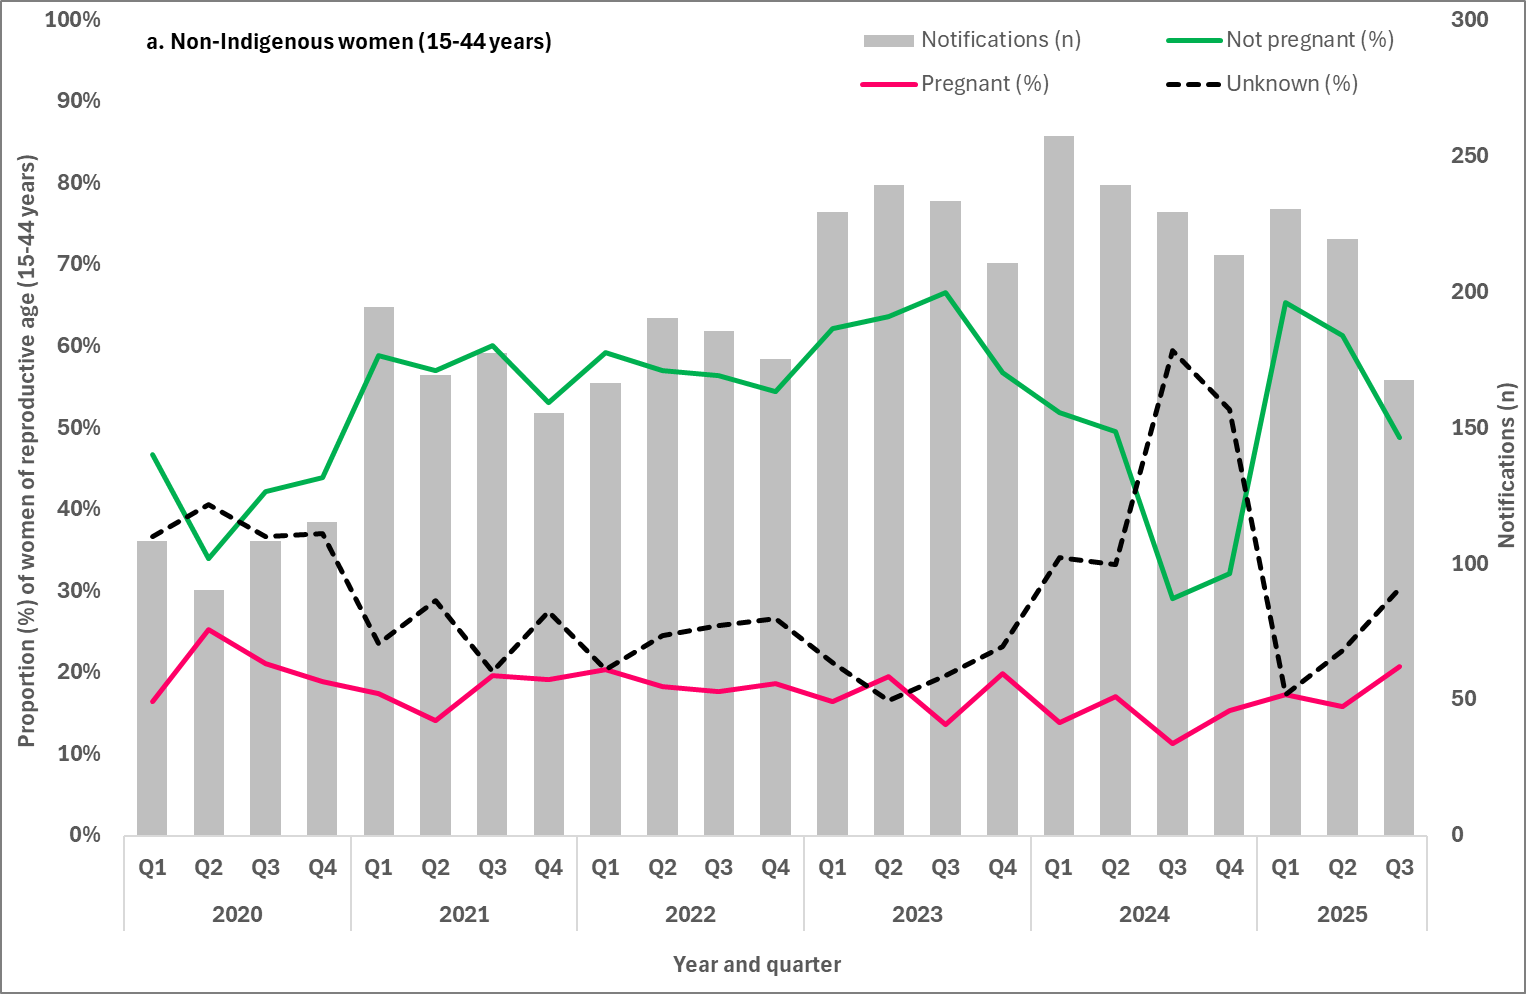 a. Non-Indigenous women (15-44 years)
Notifications (n)
Not pregnant (%)
Pregnant (%)
Unknown (%)
Proportion (%) of women of reproductive age (15-44 years)
100%
90%
80%
70%
60%
50%
40%
30%
20%
10%
0%
300
250
200
150
100
50
0
Notifications (n)
Q1 Q2 Q3 Q4 Q1 Q2 Q3 Q4 Q1 Q2 Q3 Q4 Q1 Q2 Q3 Q4 Q1 Q2 Q3 Q4 Q1 Q2 Q3
2020 2021 2022 2023 2024 2025
Year and quarter